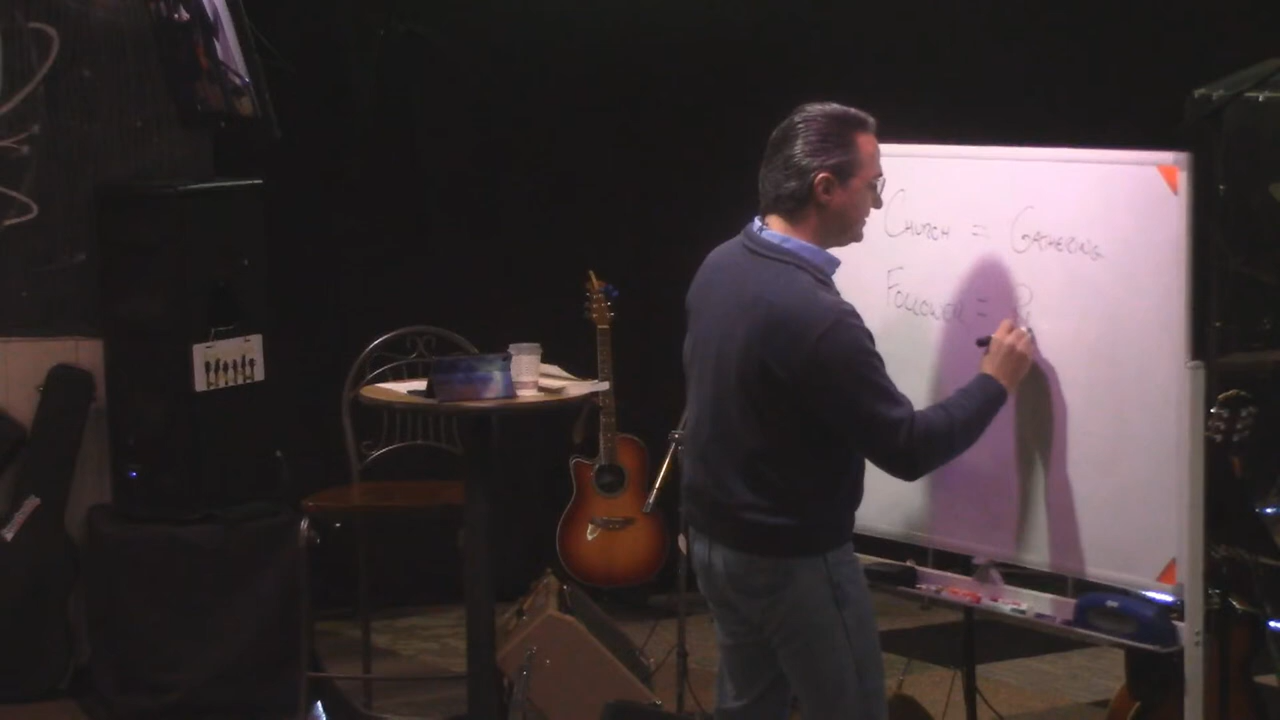 CHURCH = GATHERING
FOLLOWER =